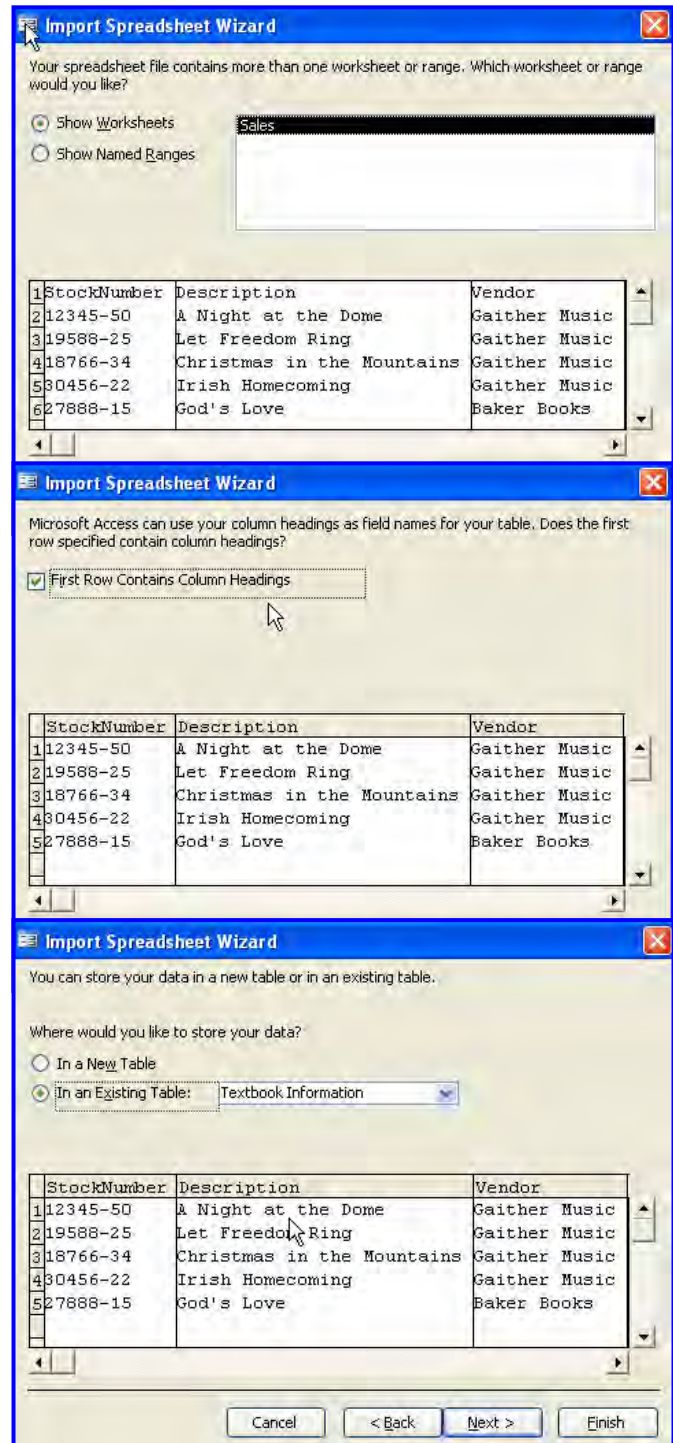 Import Spreadsheet Wizard
Your spreadsheet file contains more than one worksheet or range. Which worksheet or range
would you like?
Show Worksheets
Sales
Show Named Ranges
1 StockNumber Description Vendor
2 12345-50 A Night at the Dome Gaither Music
3 19588-25 Let Freedom Ring Gaither Music
4 18766-34 Christmas in the Mountains Gaither Music
5 30456-22 Irish Homecoming Gaither Music
6 27888-15 God's Love Baker Books
Import Spreadsheet Wizard
Microsoft Access can use your column headings as field names for your table. Does the first
row specified contain column headings?
First Row Contains Column Headings
StockNumber Description Vendor
1 12345-50 A Night at the Dome Gaither Music
2 19588-25 Let Freedom Ring Gaither Music
3 18766-34 Christmas in the Mountains Gaither Music
4 30456-22 Irish Homecoming Gaither Music
5 27888-15 God's Love Baker Books
Import Spreadsheet Wizard
You can store your data in a new table or in an existing table.
Where would you like to store your data?
In a New Table
In an Existing Table: Textbook Information
StockNumber Description Vendor
1 12345-50 A Night at the Dome Gaither Music
2 19588-25 Let Freedom Ring Gaither Music
3 18766-34 Christmas in the Mountains Gaither Music
4 30456-22 Irish Homecoming Gaither Music
5 27888-15 God's Love Baker Books
Cancel < Back Next > Finish